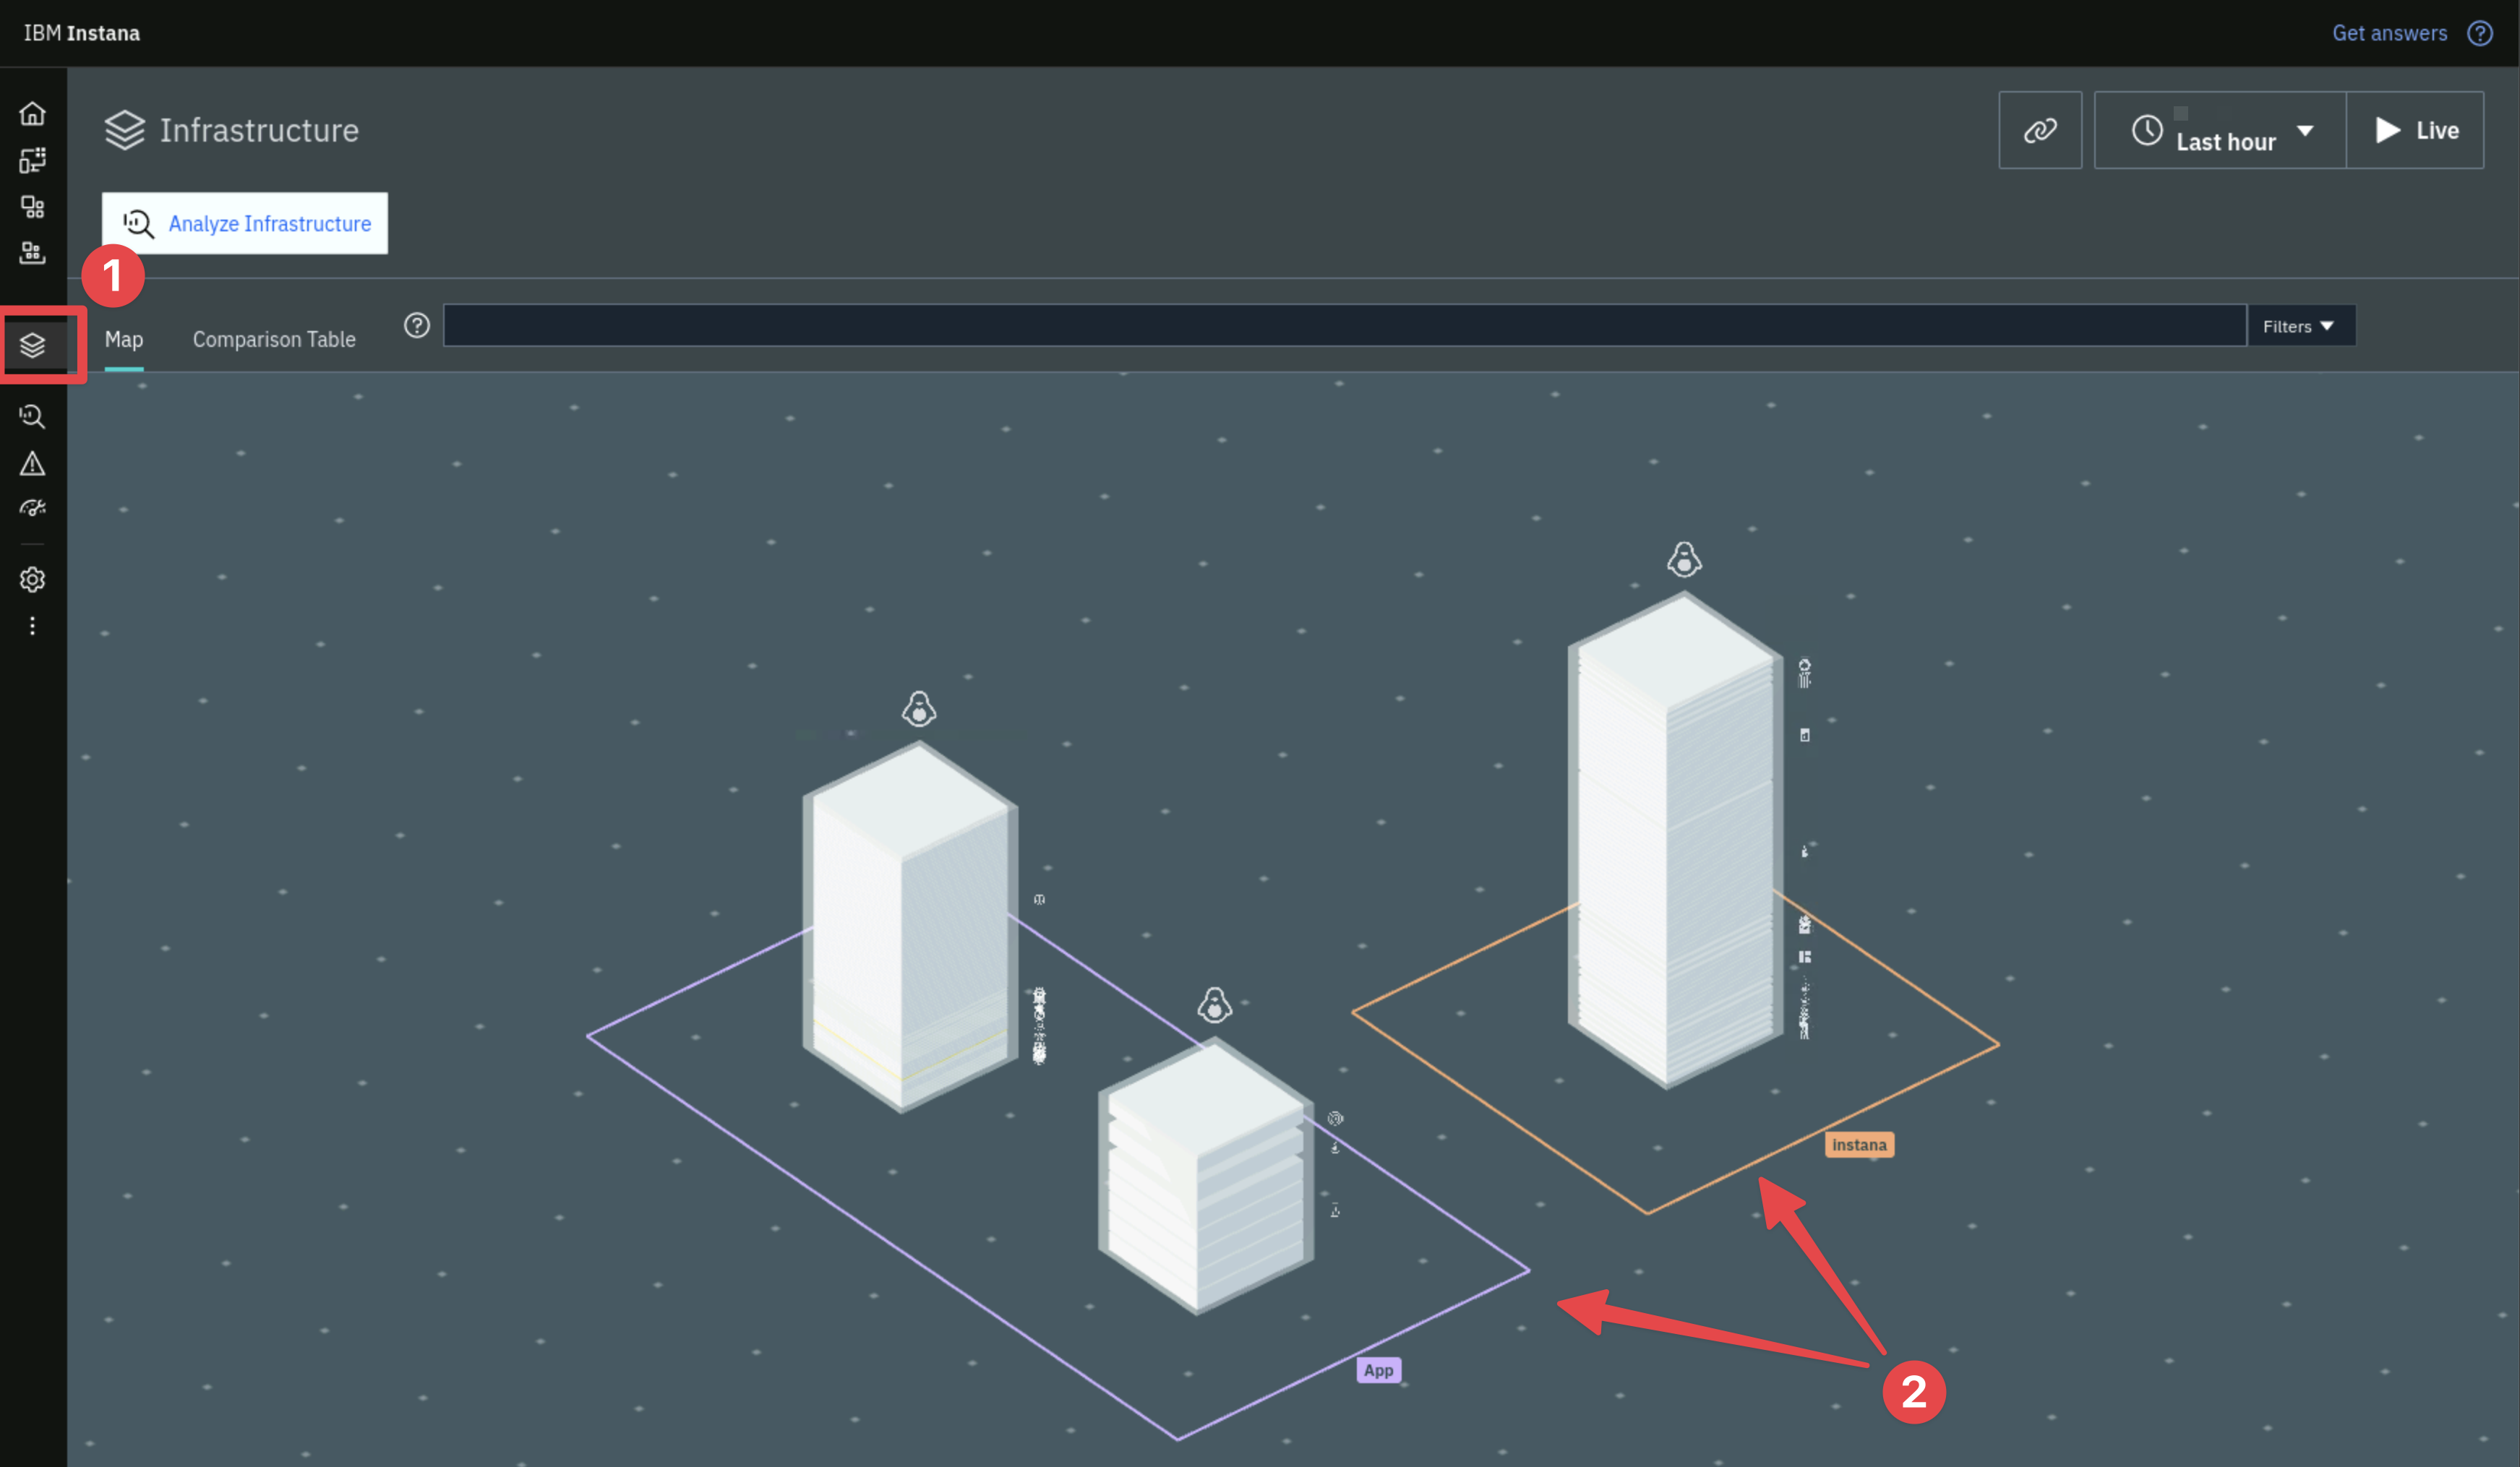 IBM Instana
Get answers
Infrastructure
Last hour
Live
Analyze Infrastructure
1
Map
Comparison Table
Filters
instana
App
2